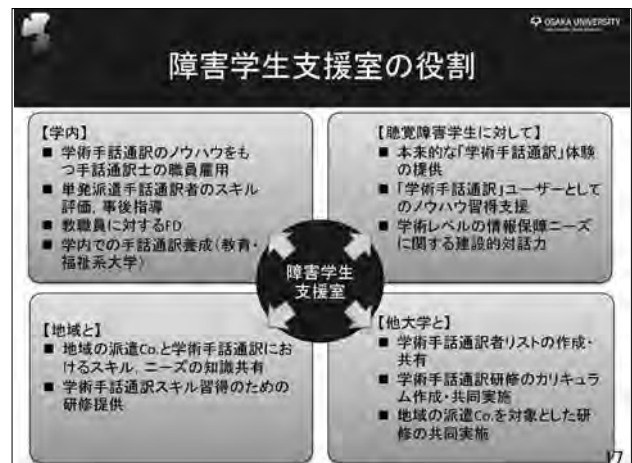 OSAKA UNIVERSITY
障害学生支援室の役割
【学内】
■ 学術手話通訳のノウハウをも
つ手話通訳士の職員雇用
■ 単発派遣手話通訳者のスキル
評価，事後指導
■ 教職員に対するFD
■ 学内での手話通訳養成（教育・
福祉系大学）
【聴覚障害学生に対して】
■ 本来的な「学術手話通訳」体験
の提供
■ 「学術手話通訳」ユーザーとして
のノウハウ習得支援
■ 学術レベルの情報保障ニーズ
に関する建設的対話力
障害学生
支援室
【地域と】
■ 地域の派遣Co.と学術手話通訳にお
けるスキル，ニーズの知識共有
■ 学術手話通訳スキル習得のための
研修提供
【他大学と】
■ 学術手話通訳者リストの作成・
共有
■ 学術手話通訳研修のカリキュラ
ム作成・共同実施
■ 地域の派遣Co.を対象とした研
修の共同実施
17